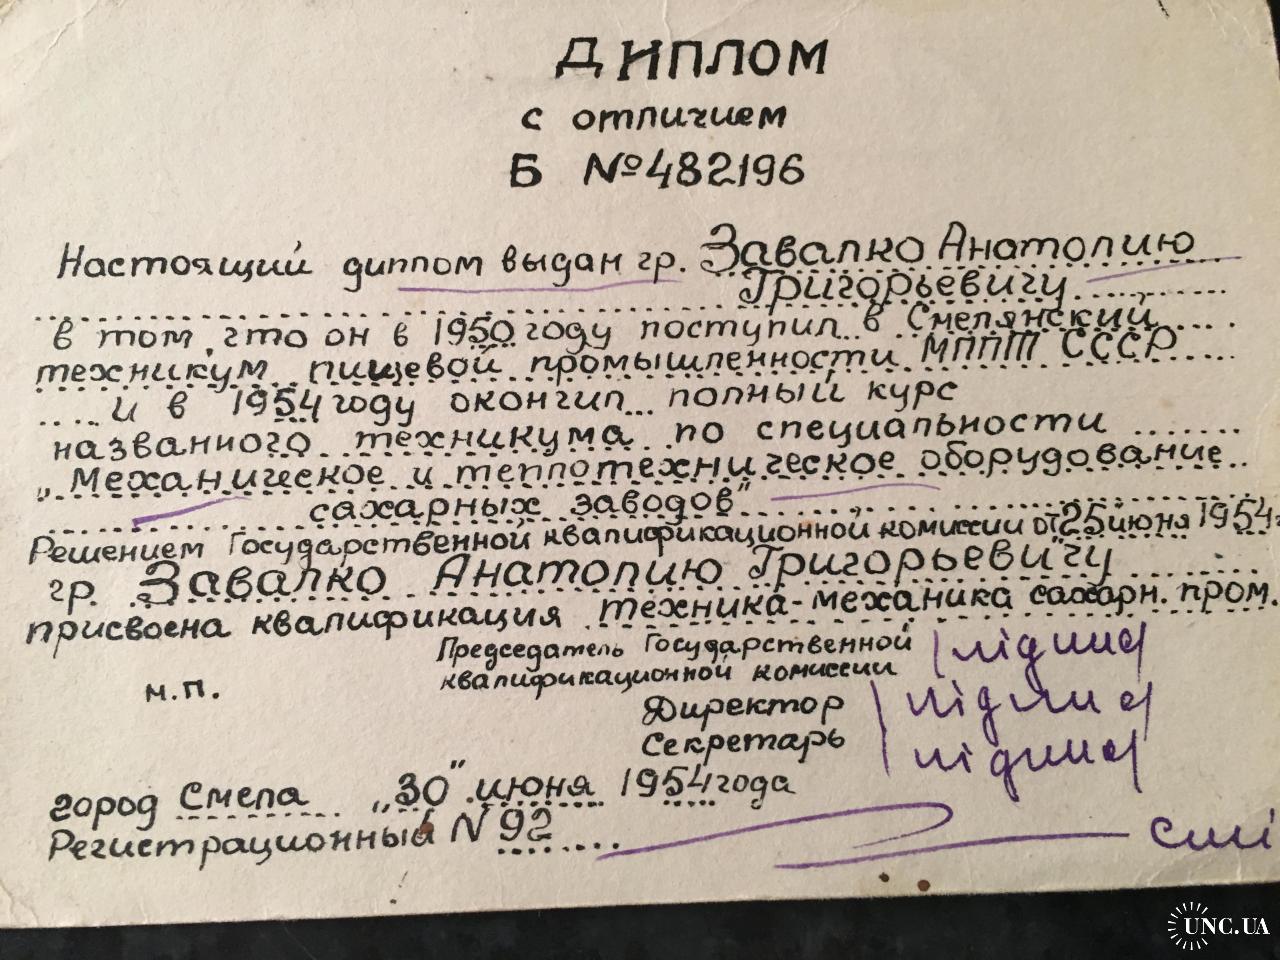 ДИПЛОМ
с отличием
Б №482196
Настоящий диплом выдан гр. Завалко Анатолию
Григорьевичу
в том, что он в 1950 году поступил в Смелянский
техникум пищевой промышленности МППТ СССР
и в 1954 году окончил полный курс
названного техникума по специальности
„Механическое и теплотехническое оборудование
сахарных заводов"
Решением Государственной квалификационной комиссии от 25 июня 1954г
гр. Завалко Анатолию Григорьевичу
присвоена квалификация техника-механика сахарн. пром.
Председатель Государственной
квалификационной комиссии /підпис/
м.п.
Директор /підпис/
Секретарь /підпис/
город Смела „30" июня 1954 года
Регистрационный N 92
UNC.UA